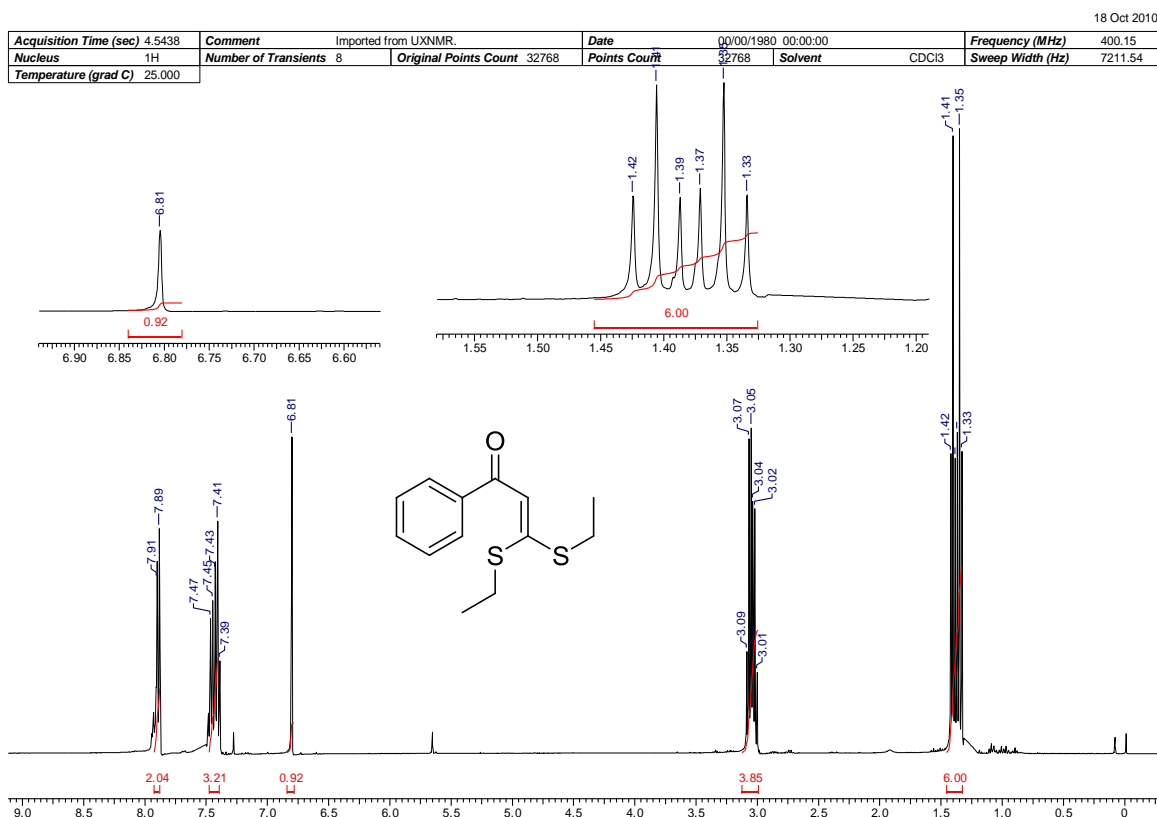 18 Oct 2010
Acquisition Time (sec) 4.5438 Comment Imported from UXNMR. Date 00/00/1980 00:00:00 Frequency (MHz) 400.15
Nucleus 1H Number of Transients 8 Original Points Count 32768 Points Count 32768 Solvent CDCl3 Sweep Width (Hz) 7211.54
Temperature (grad C) 25.000
6.81
0.92
6.90 6.85 6.80 6.75 6.70 6.65 6.60
1.42 1.41 1.39 1.37 1.35 1.33
6.00
1.55 1.50 1.45 1.40 1.35 1.30 1.25 1.20
7.91 7.89 7.47 7.45 7.43 7.41 7.39 6.81 3.09 3.07 3.05 3.04 3.02 3.01 1.42 1.41 1.35 1.33
O
S S
2.04 3.21 0.92 3.85 6.00
9.0 8.5 8.0 7.5 7.0 6.5 6.0 5.5 5.0 4.5 4.0 3.5 3.0 2.5 2.0 1.5 1.0 0.5 0